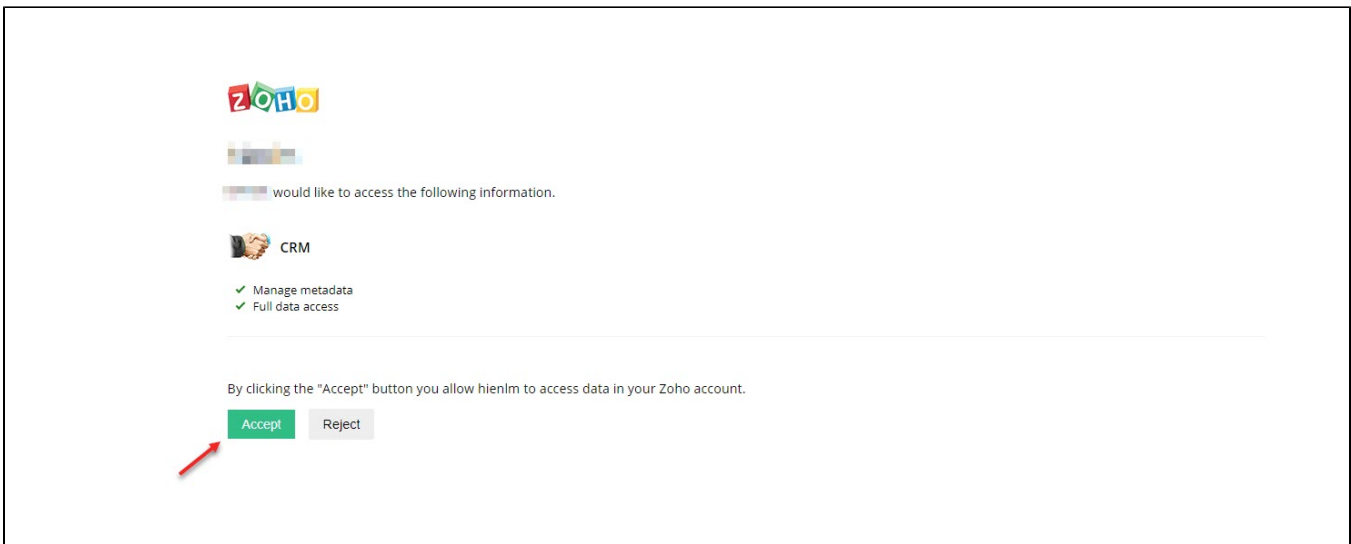 ZOHO
would like to access the following information.
CRM
Manage metadata
Full data access
By clicking the "Accept" button you allow hienlm to access data in your Zoho account.
Accept Reject